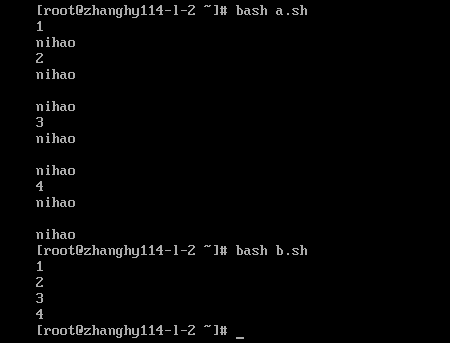 [root@zhanghy114-l-2 ~]# bash a.sh
1
nihao
2
nihao

nihao
3
nihao

nihao
4
nihao

nihao
[root@zhanghy114-l-2 ~]# bash b.sh
1
2
3
4
[root@zhanghy114-l-2 ~]# _